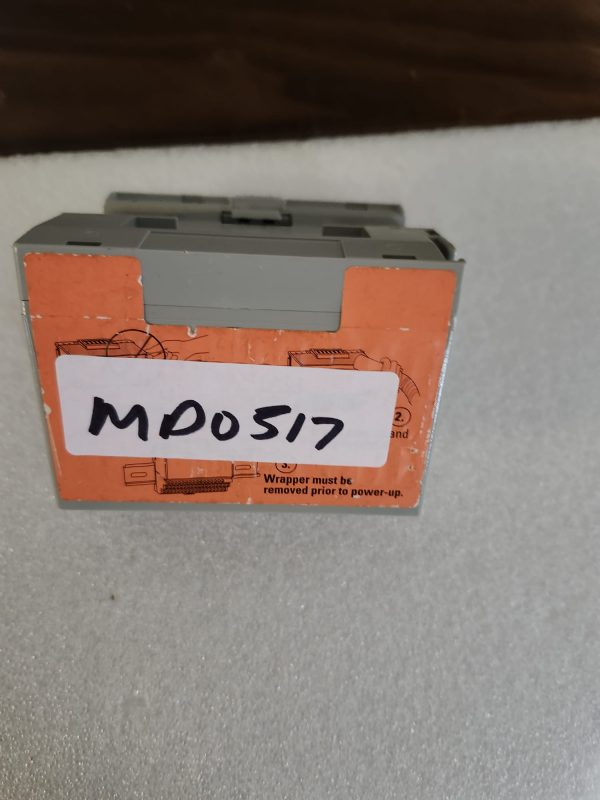 MD0517
2.
and
3.
Wrapper must be
removed prior to power-up.